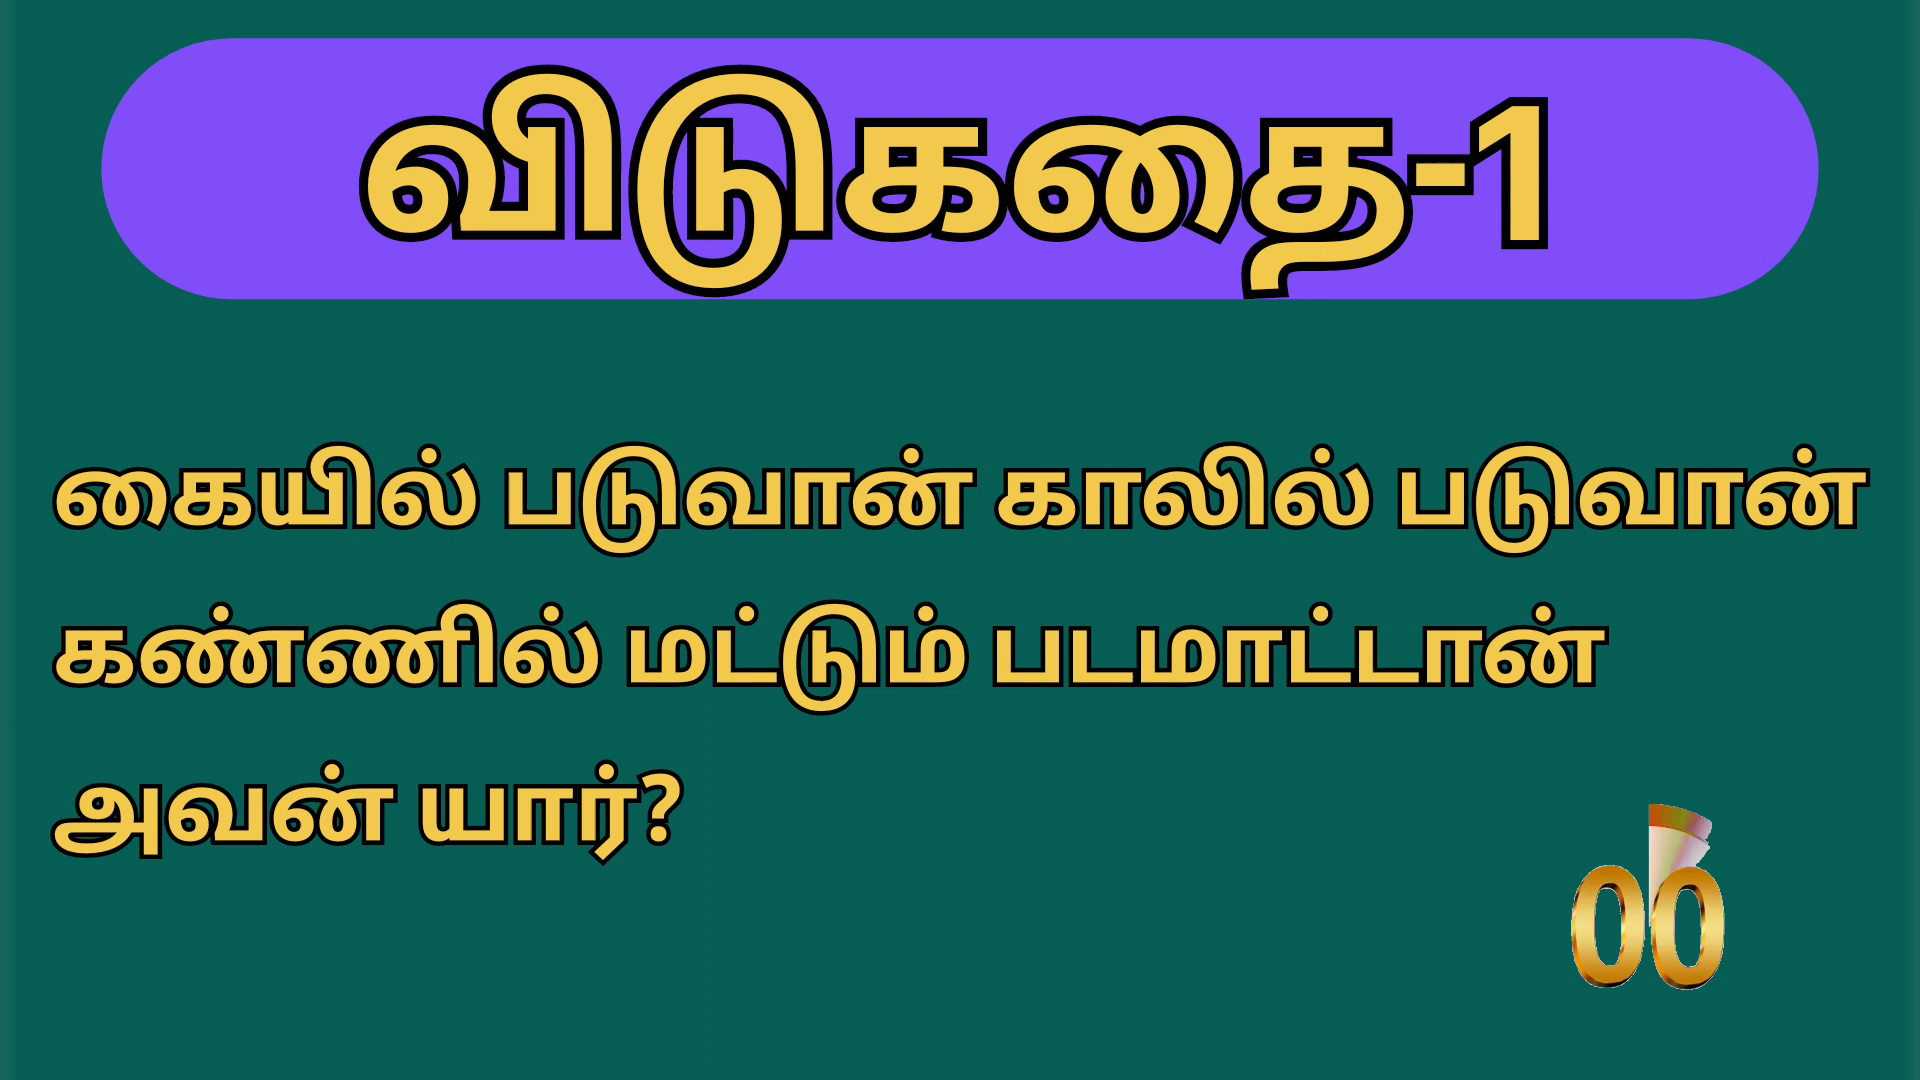 விடுகதை-1
கையில் படுவான் காலில் படுவான்
கண்ணில் மட்டும் படமாட்டான்
அவன் யார்?
00